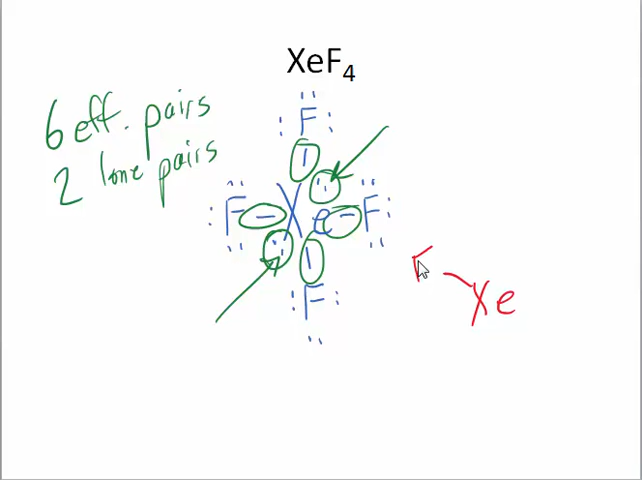 XeF4
6 eff. pairs
2 lone pairs
F
F - Xe - F
F
F - Xe